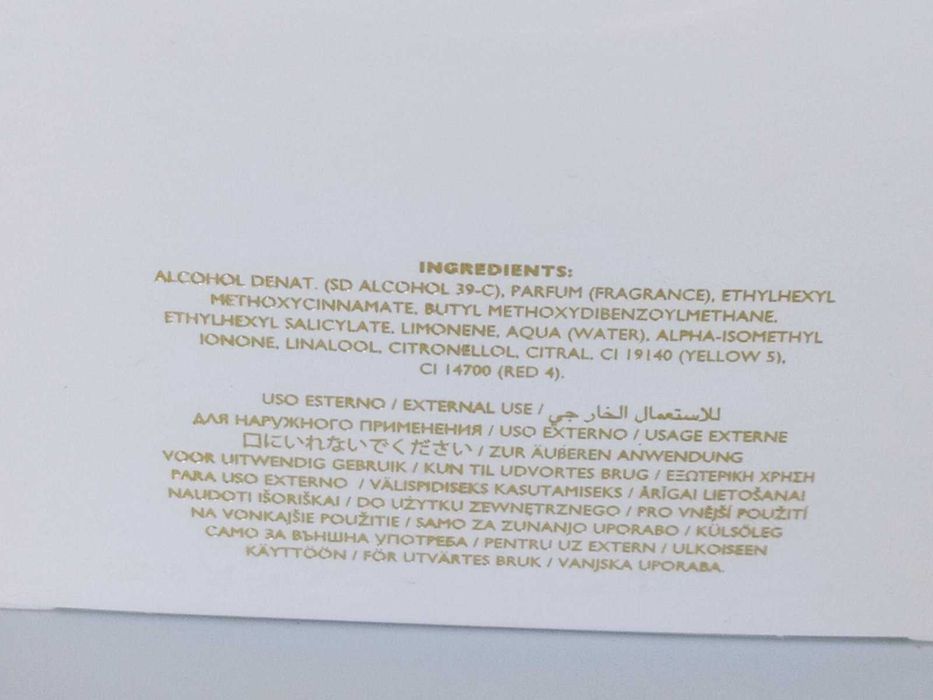 INGREDIENTS:
ALCOHOL DENAT. (SD ALCOHOL 39-C), PARFUM (FRAGRANCE), ETHYLHEXYL
METHOXYCINNAMATE, BUTYL METHOXYDIBENZOYLMETHANE,
ETHYLHEXYL SALICYLATE, LIMONENE, AQUA (WATER), ALPHA-ISOMETHYL
IONONE, LINALOOL, CITRONELLOL, CITRAL, CI 19140 (YELLOW 5),
CI 14700 (RED 4).
USO ESTERNO / EXTERNAL USE / للاستعمال الخارجي
ДЛЯ НАРУЖНОГО ПРИМЕНЕНИЯ / USO EXTERNO / USAGE EXTERNE
口にいれないでください / ZUR ÄUßEREN ANWENDUNG
VOOR UITWENDIG GEBRUIK / KUN TIL UDVORTES BRUG / ΕΞΩΤΕΡΙΚΗ ΧΡΗΣΗ
PARA USO EXTERNO / VÄLISPIDISEKS KASUTAMISEKS / ĀRĪGAI LIETOŠANAI
NAUDOTI IŠORIŠKAI / DO UŻYTKU ZEWNĘTRZNEGO / PRO VNĚJŠÍ POUŽITÍ
NA VONKAJŠIE POUŽITIE / SAMO ZA ZUNANJO UPORABO / KÜLSŐLEG
САМО ЗА ВЪНШНА УПОТРЕБА / PENTRU UZ EXTERN / ULKOISEEN
KÄYTTÖÖN / FÖR UTVÄRTES BRUK / VANJSKA UPORABA.